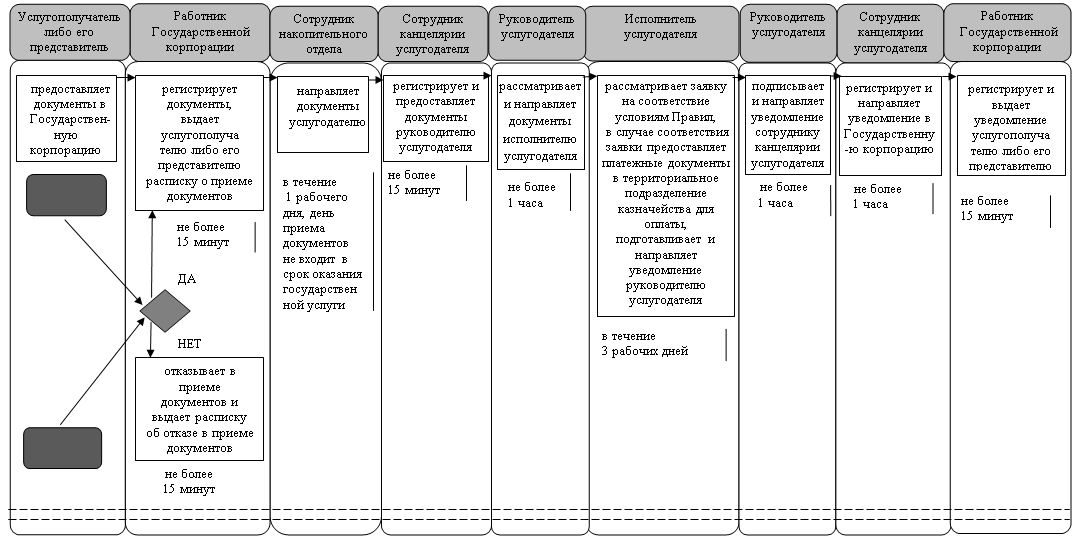 Услугополучатель
либо его
представитель
Работник
Государственной
корпорации
Сотрудник
накопительного
отдела
Сотрудник
канцелярии
услугодателя
Руководитель
услугодателя
Исполнитель
услугодателя
Руководитель
услугодателя
Сотрудник
канцелярии
услугодателя
Работник
Государственной
корпорации
предоставляет
документы в
Государствен-
ную
корпорацию
регистрирует
документы,
выдает
услугополуча
телю либо его
представителю
расписку о приеме
документов
не более
15 минут
ДА
НЕТ
отказывает в
приеме
документов и
выдает расписку
об отказе в приеме
документов
не более
15 минут
направляет
документы
услугодателю
в течение
1 рабочего
дня, день
приема
документов
не входит в
срок оказания
государствен
ной услуги
регистрирует и
предоставляет
документы
руководителю
услугодателя
не более
15 минут
рассматривает
и направляет
документы
исполнителю
услугодателя
не более
1 часа
рассматривает заявку
на соответствие
условиям Правил,
в случае соответствия
заявки предоставляет
платежные документы
в территориальное
подразделение
казначейства для
оплаты,
подготавливает и
направляет
уведомление
руководителю
услугодателя
в течение
3 рабочих дней
подписывает
и направляет
уведомление
сотруднику
канцелярии
услугодателя
не более
1 часа
регистрирует и
направляет
уведомление в
Государственну
-ю корпорацию
не более
1 часа
регистрирует и
выдает
уведомление
услугополуча
телю либо его
представителю
не более
15 минут